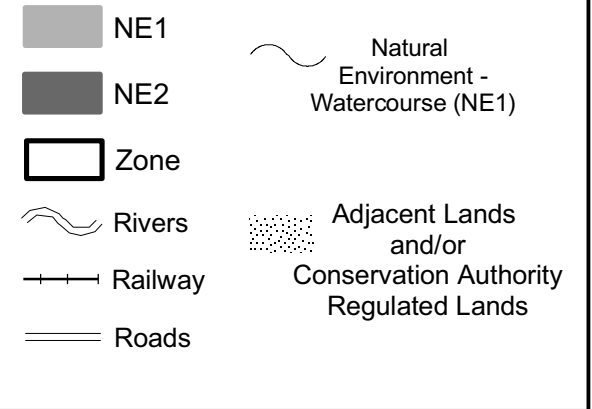 NE1
NE2
Zone
Rivers
Railway
Roads
Natural
Environment -
Watercourse (NE1)
Adjacent Lands
and/or
Conservation Authority
Regulated Lands